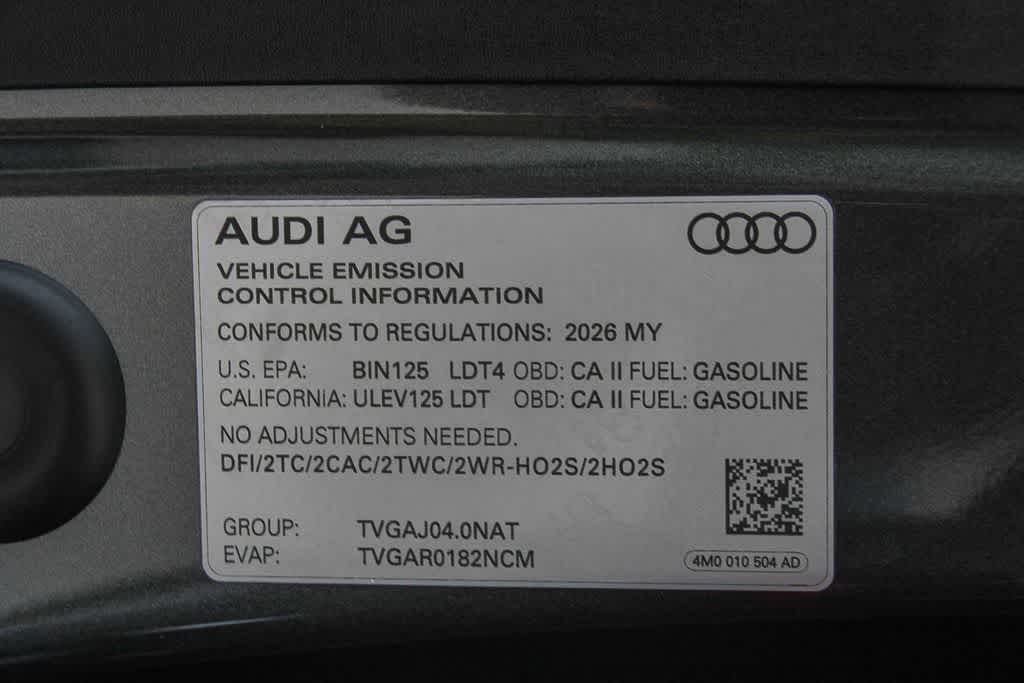 AUDI AG
VEHICLE EMISSION
CONTROL INFORMATION
CONFORMS TO REGULATIONS: 2026 MY
U.S. EPA: BIN125 LDT4 OBD: CA II FUEL: GASOLINE
CALIFORNIA: ULEV125 LDT OBD: CA II FUEL: GASOLINE
NO ADJUSTMENTS NEEDED.
DFI/2TC/2CAC/2TWC/2WR-HO2S/2HO2S
GROUP: TVGAJ04.0NAT
EVAP: TVGAR0182NCM
4M0 010 504 AD